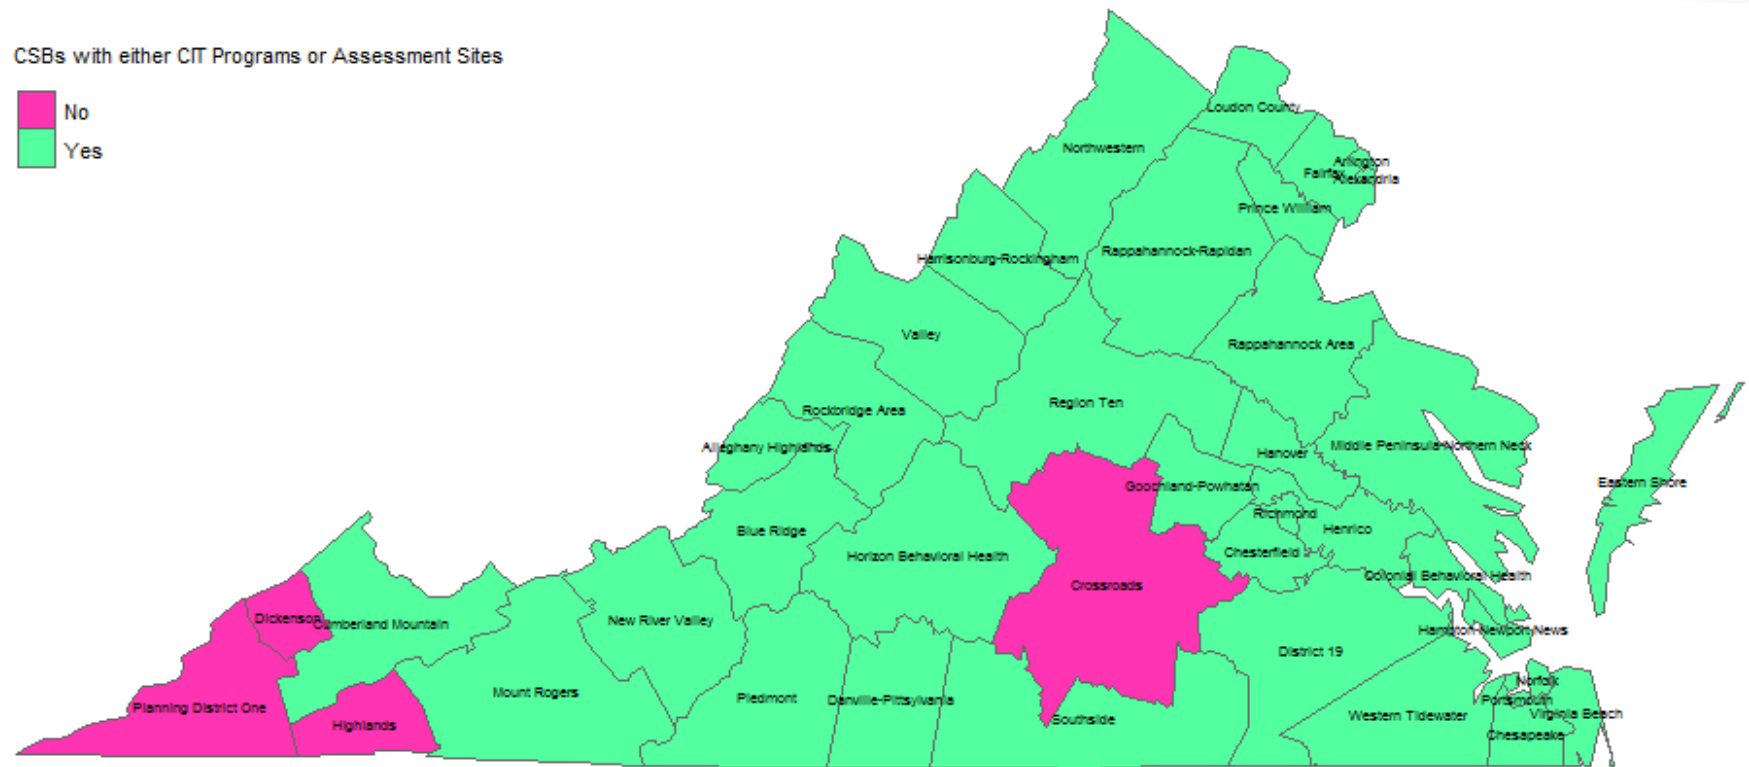 CSBs with either CIT Programs or Assessment Sites
No
Yes
Loudon County
Northwestern
Arlington
Fairfax
Alexandria
Prince William
Rappahannock-Rapidan
Harrisonburg-Rockingham
Valley
Rappahannock Area
Region Ten
Rockbridge Area
Alleghany Highlands
Hanover
Middle Peninsula-Northern Neck
Eastern Shore
Goochland-Powhatan
Richmond
Henrico
Blue Ridge
Horizon Behavioral Health
Chesterfield
Colonial Behavioral Health
Crossroads
Dickenson
Cumberland Mountain
New River Valley
Hampton-Newport News
District 19
Mount Rogers
Piedmont
Danville-Pittsylvania
Norfolk
Portsmouth
Planning District One
Highlands
Southside
Western Tidewater
Virginia Beach
Chesapeake